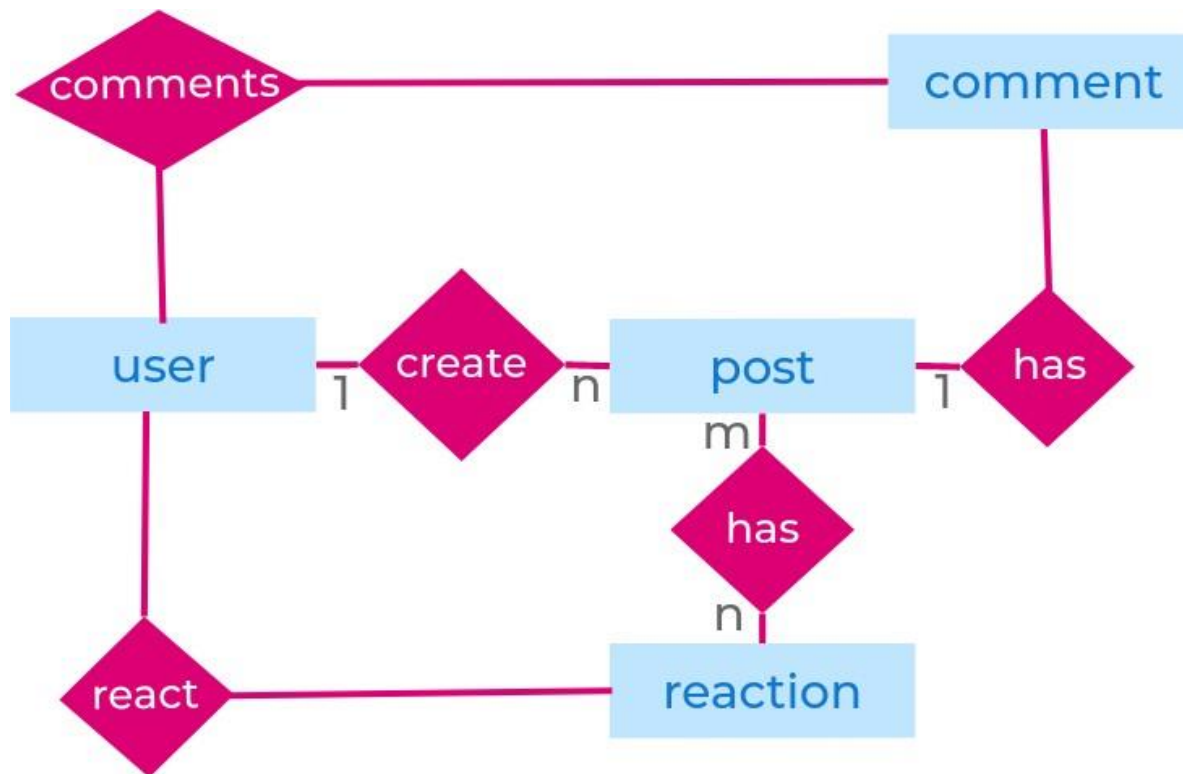 comments
comment
user
1
create
n
post
1
has
m
has
n
react
reaction